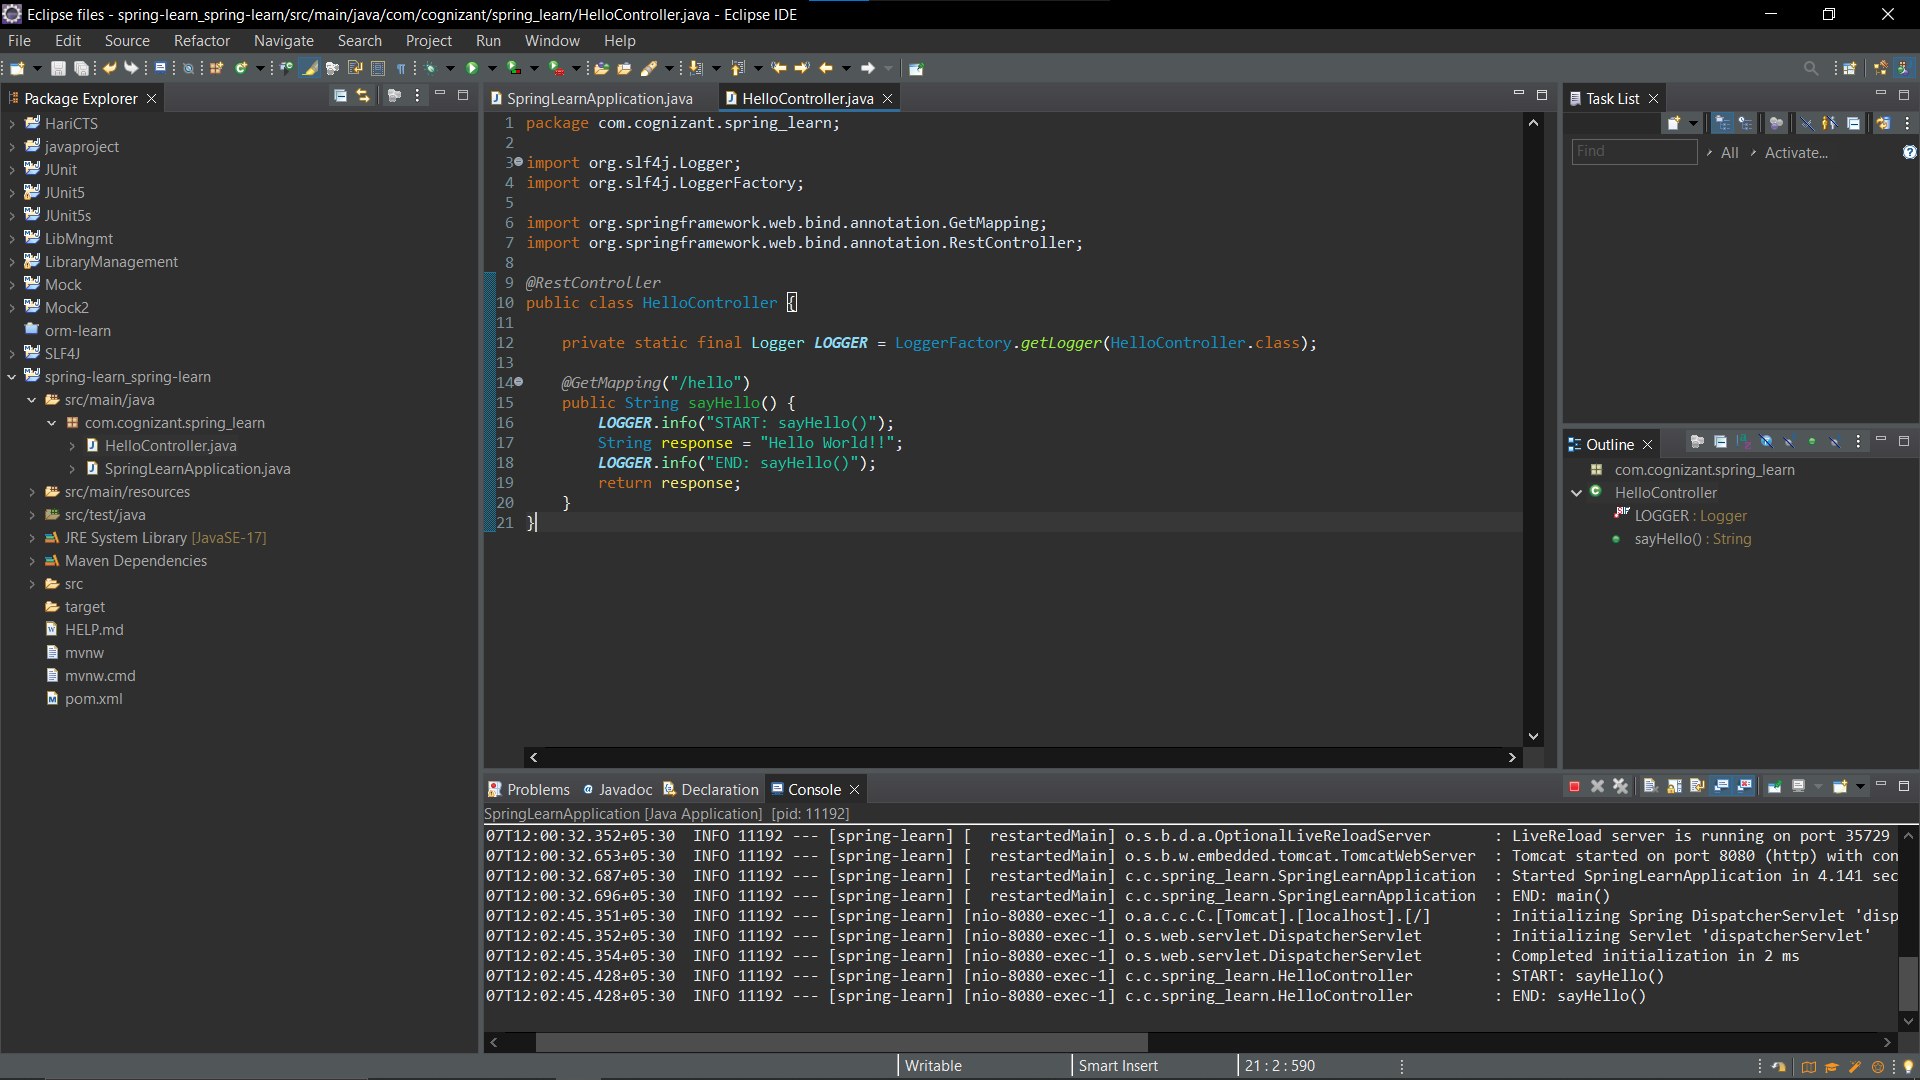 Eclipse files - spring-learn_spring-learn/src/main/java/com/cognizant/spring_learn/HelloController.java - Eclipse IDE
File Edit Source Refactor Navigate Search Project Run Window Help
Package Explorer
HariCTS
javaproject
JUnit
JUnit5
JUnit5s
LibMngmt
LibraryManagement
Mock
Mock2
orm-learn
SLF4J
spring-learn_spring-learn
src/main/java
com.cognizant.spring_learn
HelloController.java
SpringLearnApplication.java
src/main/resources
src/test/java
JRE System Library [JavaSE-17]
Maven Dependencies
src
target
HELP.md
mvnw
mvnw.cmd
pom.xml
SpringLearnApplication.java HelloController.java
1 package com.cognizant.spring_learn;
2
3 import org.slf4j.Logger;
4 import org.slf4j.LoggerFactory;
5
6 import org.springframework.web.bind.annotation.GetMapping;
7 import org.springframework.web.bind.annotation.RestController;
8
9 @RestController
10 public class HelloController {
11
12 private static final Logger LOGGER = LoggerFactory.getLogger(HelloController.class);
13
14 @GetMapping("/hello")
15 public String sayHello() {
16 LOGGER.info("START: sayHello()");
17 String response = "Hello World!!";
18 LOGGER.info("END: sayHello()");
19 return response;
20 }
21 }
Task List
Find All Activate...
Outline
com.cognizant.spring_learn
HelloController
LOGGER : Logger
sayHello() : String
Problems Javadoc Declaration Console
SpringLearnApplication [Java Application] [pid: 11192]
07T12:00:32.352+05:30 INFO 11192 --- [spring-learn] [ restartedMain] o.s.b.d.a.OptionalLiveReloadServer : LiveReload server is running on port 35729
07T12:00:32.653+05:30 INFO 11192 --- [spring-learn] [ restartedMain] o.s.b.w.embedded.tomcat.TomcatWebServer : Tomcat started on port 8080 (http) with con
07T12:00:32.687+05:30 INFO 11192 --- [spring-learn] [ restartedMain] c.c.spring_learn.SpringLearnApplication : Started SpringLearnApplication in 4.141 sec
07T12:00:32.696+05:30 INFO 11192 --- [spring-learn] [ restartedMain] c.c.spring_learn.SpringLearnApplication : END: main()
07T12:02:45.351+05:30 INFO 11192 --- [spring-learn] [nio-8080-exec-1] o.a.c.c.C.[Tomcat].[localhost].[/] : Initializing Spring DispatcherServlet 'disp
07T12:02:45.352+05:30 INFO 11192 --- [spring-learn] [nio-8080-exec-1] o.s.web.servlet.DispatcherServlet : Initializing Servlet 'dispatcherServlet'
07T12:02:45.354+05:30 INFO 11192 --- [spring-learn] [nio-8080-exec-1] o.s.web.servlet.DispatcherServlet : Completed initialization in 2 ms
07T12:02:45.428+05:30 INFO 11192 --- [spring-learn] [nio-8080-exec-1] c.c.spring_learn.HelloController : START: sayHello()
07T12:02:45.428+05:30 INFO 11192 --- [spring-learn] [nio-8080-exec-1] c.c.spring_learn.HelloController : END: sayHello()
Writable Smart Insert 21 : 2 : 590